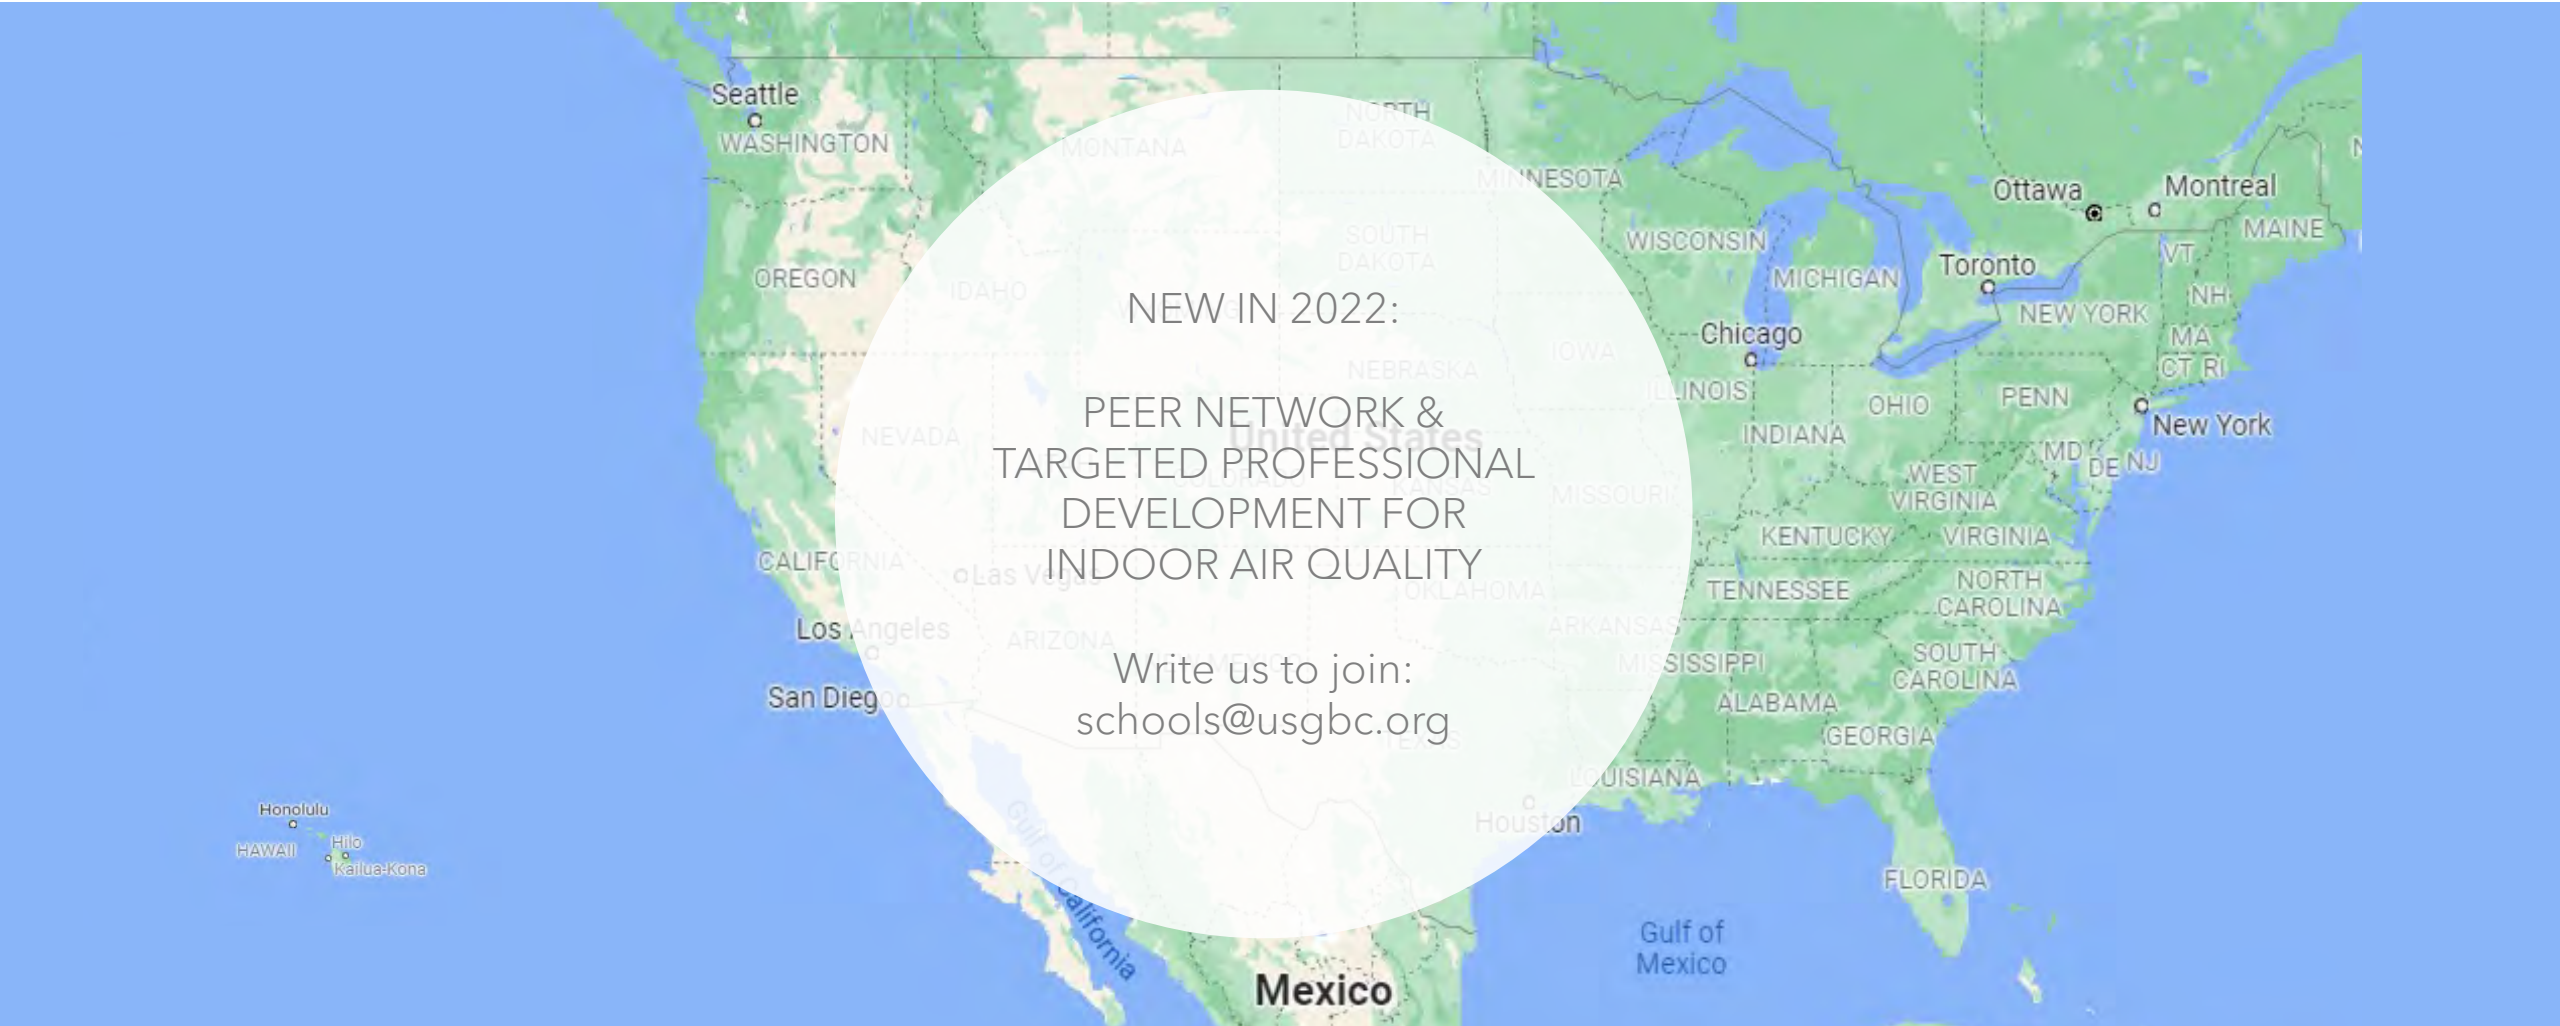 NEW IN 2022:
PEER NETWORK &
TARGETED PROFESSIONAL
DEVELOPMENT FOR
INDOOR AIR QUALITY
Write us to join:
schools@usgbc.org
Seattle
WASHINGTON
MONTANA
NORTH
DAKOTA
MINNESOTA
Ottawa
Montreal
MAINE
SOUTH
DAKOTA
WISCONSIN
VT
OREGON
IDAHO
MICHIGAN
Toronto
NH
NEW YORK
Chicago
MA
IOWA
NEBRASKA
CT RI
ILLINOIS
OHIO
PENN
New York
NEVADA
United States
INDIANA
MD
DE
NJ
COLORADO
KANSAS
MISSOURI
WEST
VIRGINIA
KENTUCKY
VIRGINIA
CALIFORNIA
Las Vegas
OKLAHOMA
TENNESSEE
NORTH
CAROLINA
Los Angeles
ARIZONA
NEW MEXICO
ARKANSAS
MISSISSIPPI
SOUTH
CAROLINA
San Diego
ALABAMA
TEXAS
GEORGIA
LOUISIANA
Houston
Honolulu
HAWAII
Hilo
Kailua-Kona
Gulf of California
FLORIDA
Gulf of
Mexico
Mexico